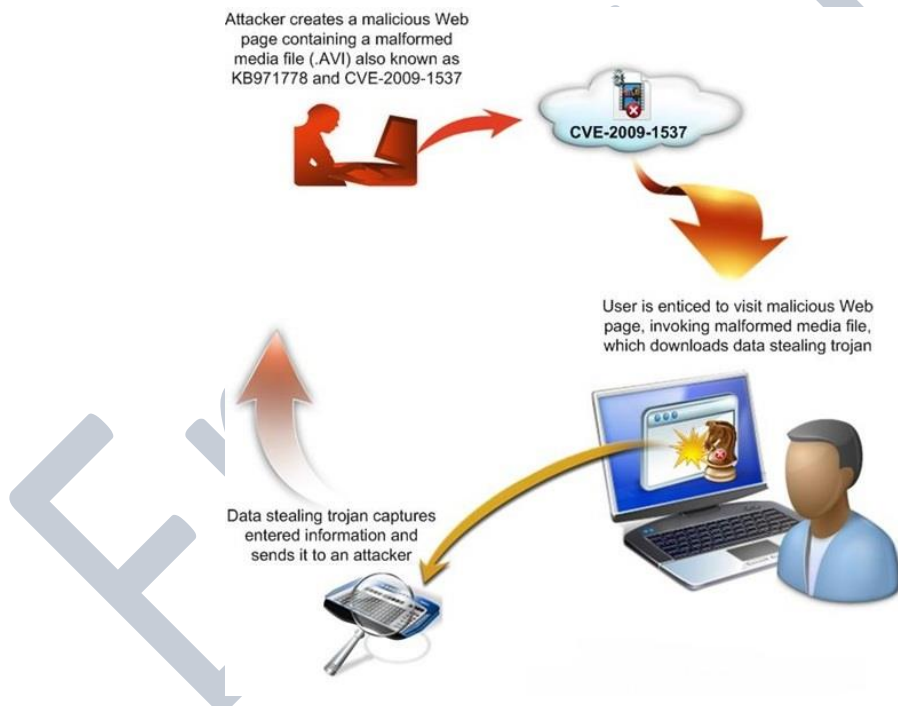 Attacker creates a malicious Web
page containing a malformed
media file (.AVI) also known as
KB971778 and CVE-2009-1537
CVE-2009-1537
User is enticed to visit malicious Web
page, invoking malformed media file,
which downloads data stealing trojan
Data stealing trojan captures
entered information and
sends it to an attacker